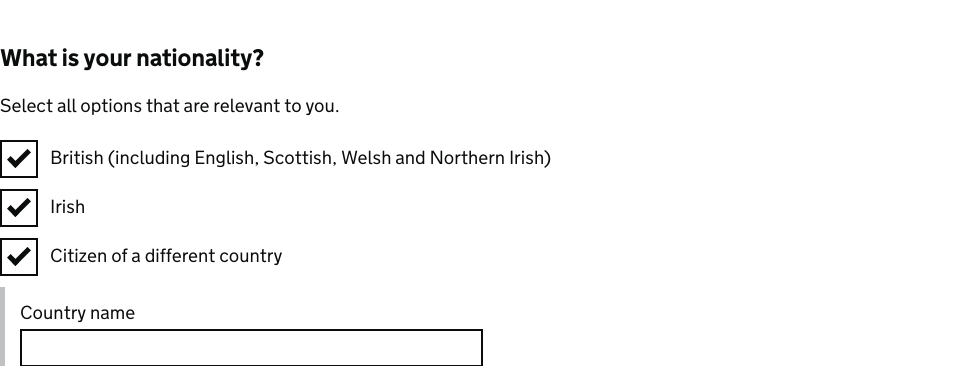 What is your nationality?
Select all options that are relevant to you.
British (including English, Scottish, Welsh and Northern Irish)
Irish
Citizen of a different country
Country name